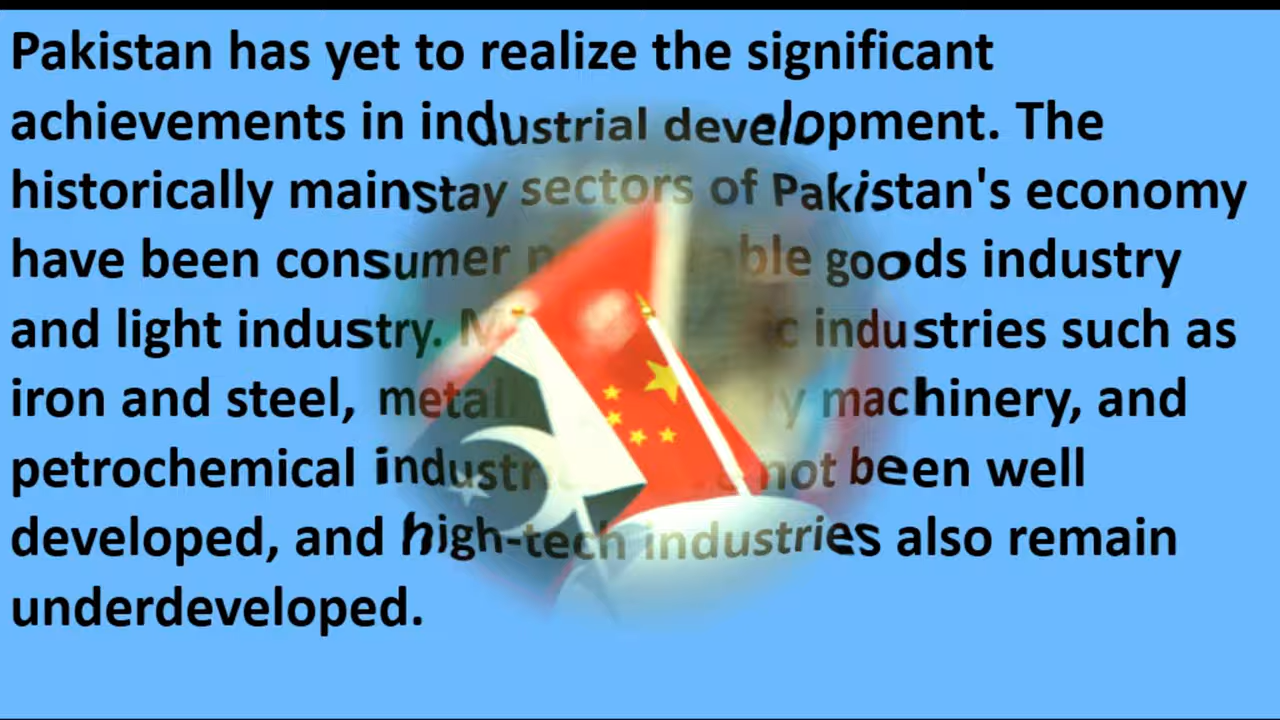 Pakistan has yet to realize the significant
achievements in industrial development. The
historically mainstay sectors of Pakistan's economy
have been consumer goods industry
and light industry. industries such as
iron and steel, machinery, and
petrochemical not been well
developed, and high-tech industries also remain
underdeveloped.